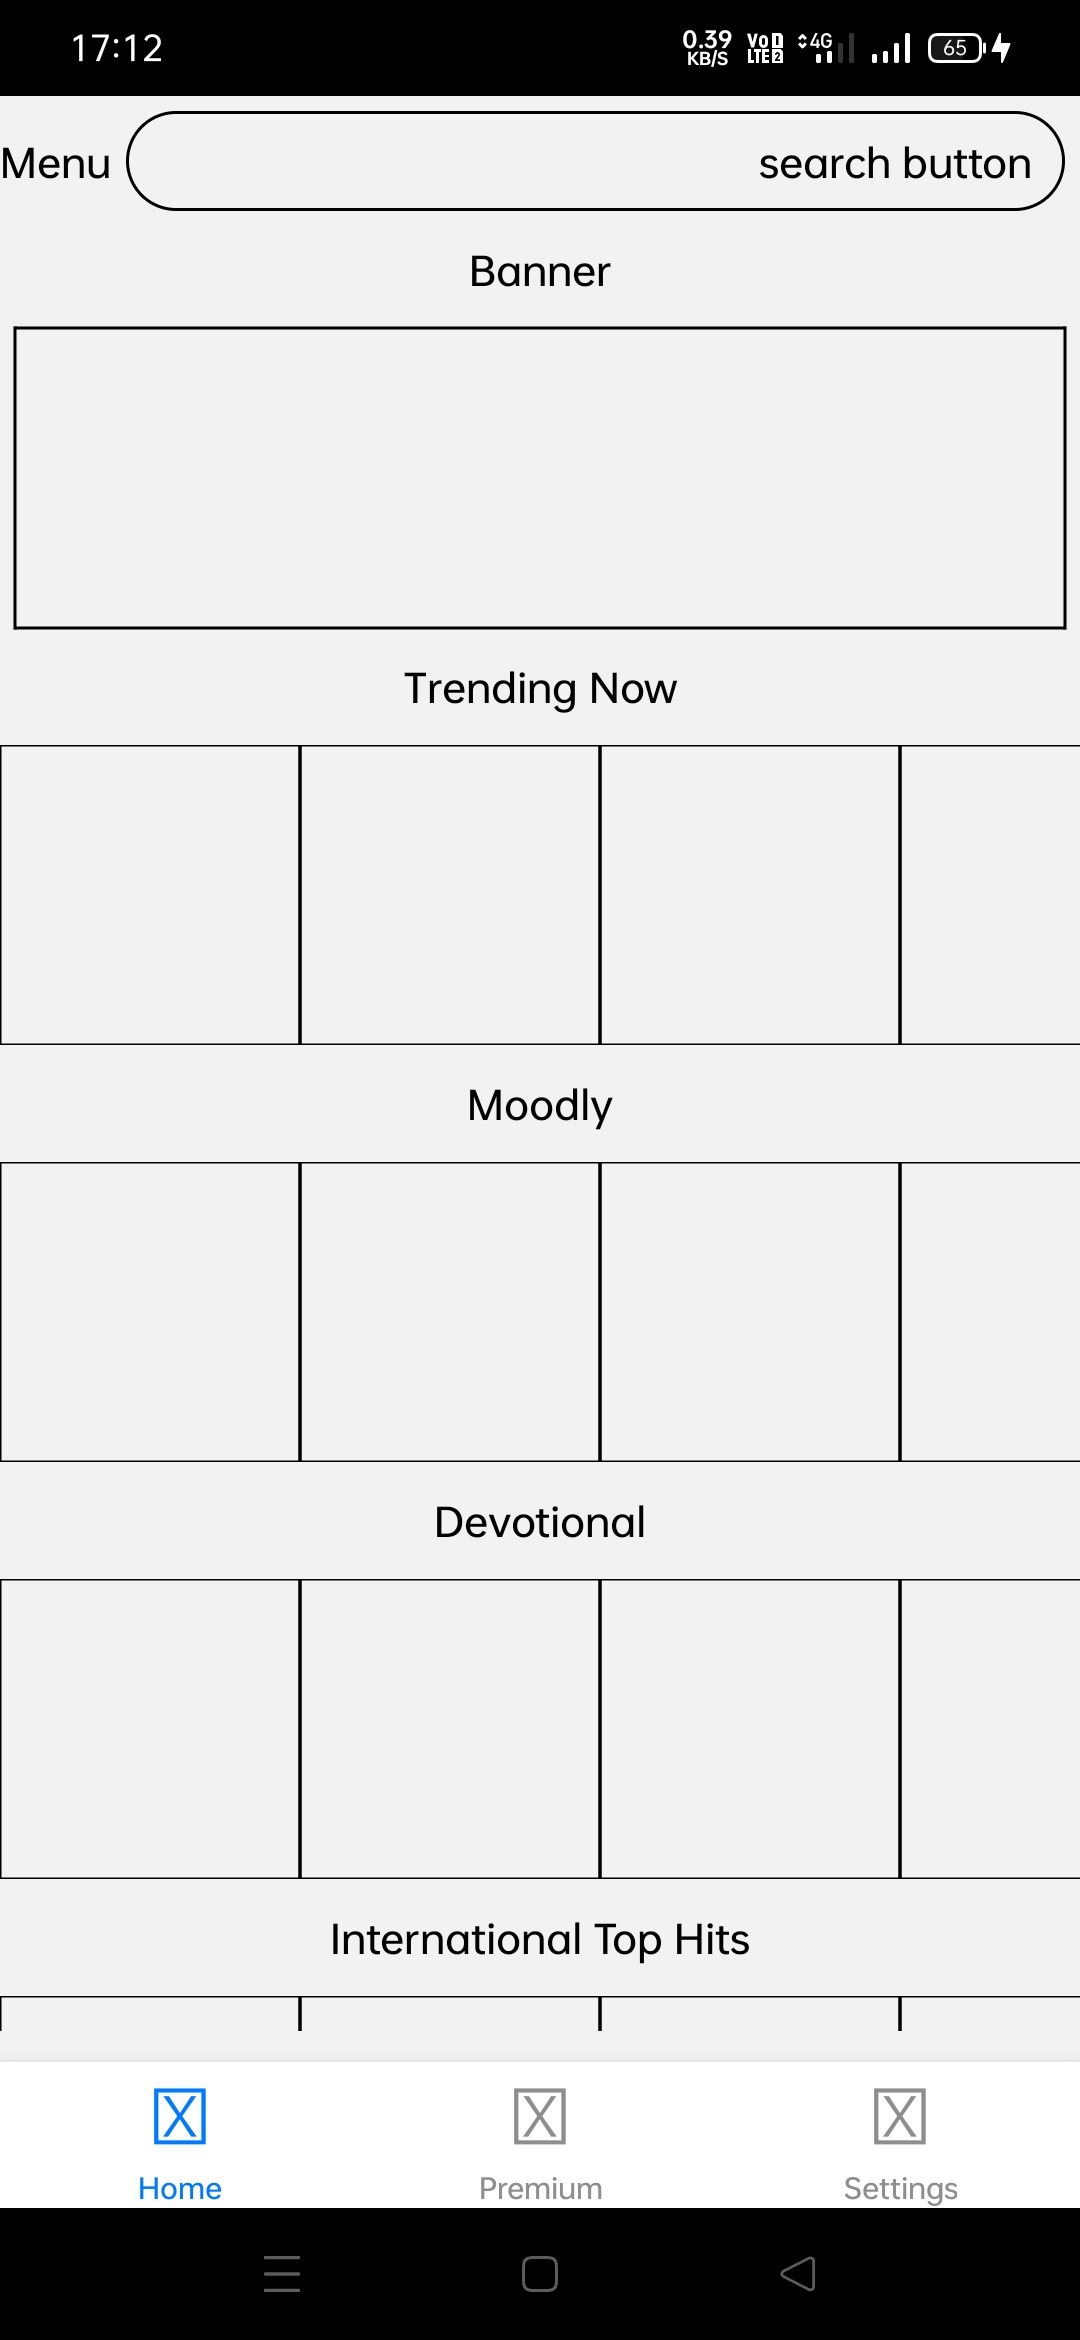 17:12 0.39 KB/S VoLTE 1 2 4G 65
Menu search button
Banner
Trending Now
Moodly
Devotional
International Top Hits
Home Premium Settings